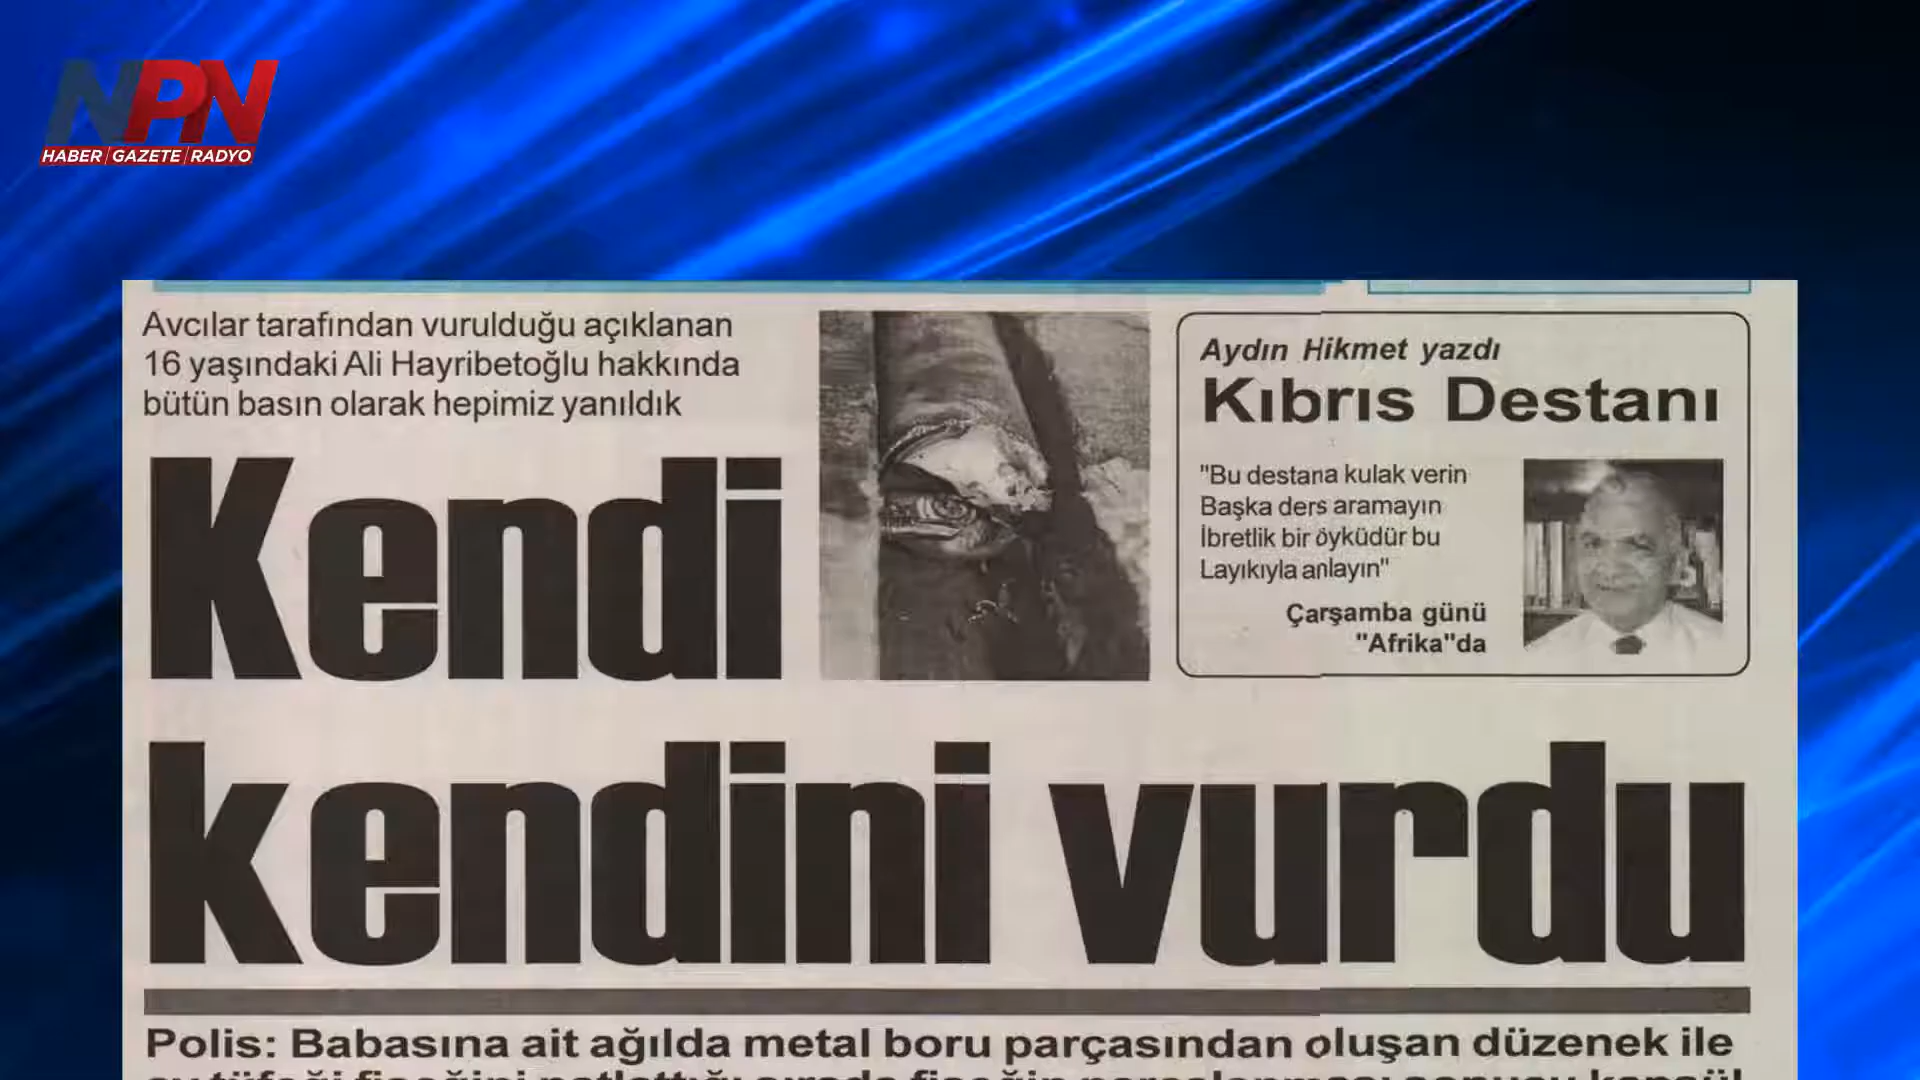 NPN
HABER GAZETE RADYO
Avcılar tarafından vurulduğu açıklanan
16 yaşındaki Ali Hayribetoğlu hakkında
bütün basın olarak hepimiz yanıldık
Kendi
kendini vurdu
Aydın Hikmet yazdı
Kıbrıs Destanı
"Bu destana kulak verin
Başka ders aramayın
İbretlik bir öyküdür bu
Layıkıyla anlayın"
Çarşamba günü
"Afrika"da
Polis: Babasına ait ağılda metal boru parçasından oluşan düzenek ile